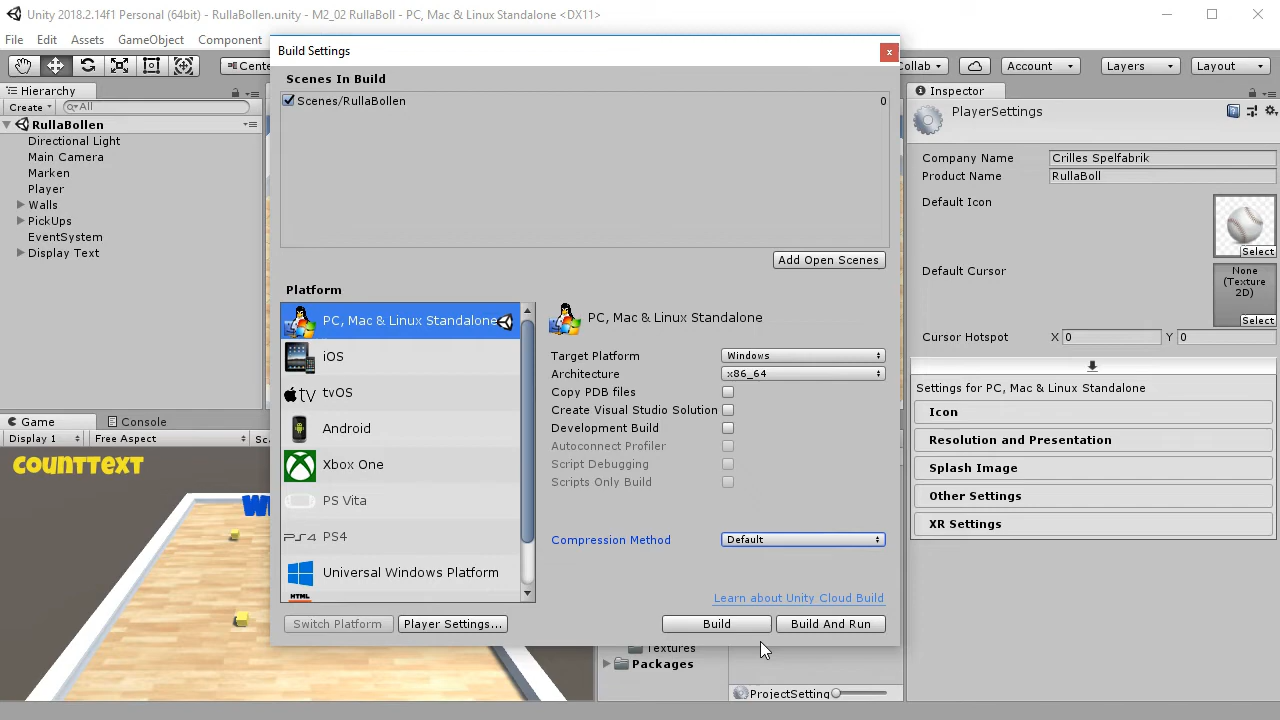 Unity 2018.2.14f1 Personal (64bit) - RullaBollen.unity - M2_02 RullaBoll - PC, Mac & Linux Standalone <DX11>
File Edit Assets GameObject Component
Center
Collab Account Layers Layout
Hierarchy
Create All
RullaBollen
Directional Light
Main Camera
Marken
Player
Walls
PickUps
EventSystem
Display Text
Game Console
Display 1 Free Aspect
CountText
Build Settings
Scenes In Build
Scenes/RullaBollen 0
Add Open Scenes
Platform
PC, Mac & Linux Standalone
iOS
tv tvOS
Android
Xbox One
PS Vita
PS4 PS4
Universal Windows Platform
HTML
Switch Platform Player Settings...
PC, Mac & Linux Standalone
Target Platform Windows
Architecture x86_64
Copy PDB files
Create Visual Studio Solution
Development Build
Autoconnect Profiler
Script Debugging
Scripts Only Build
Compression Method Default
Learn about Unity Cloud Build
Build Build And Run
Textures
Packages
ProjectSetting
Inspector
PlayerSettings
Company Name Crilles Spelfabrik
Product Name RullaBoll
Default Icon
Select
Default Cursor None
(Texture
2D)
Select
Cursor Hotspot X 0 Y 0
Settings for PC, Mac & Linux Standalone
Icon
Resolution and Presentation
Splash Image
Other Settings
XR Settings